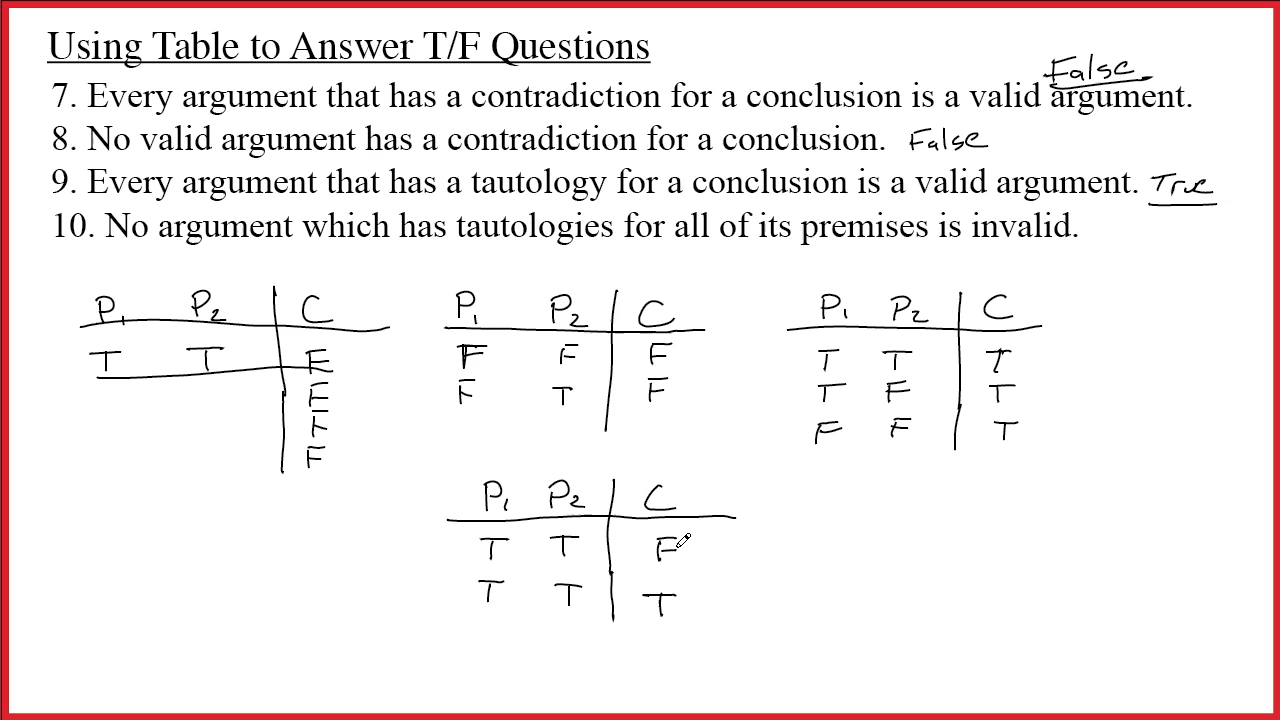 Using Table to Answer T/F Questions
False.
7. Every argument that has a contradiction for a conclusion is a valid argument.
8. No valid argument has a contradiction for a conclusion. False
9. Every argument that has a tautology for a conclusion is a valid argument. True
10. No argument which has tautologies for all of its premises is invalid.
P₁ P₂ C P₁ P₂ C P₁ P₂ C
T T F F F F T T T
F F T F T F T
F F F T
F
P₁ P₂ C
T T F
T T T